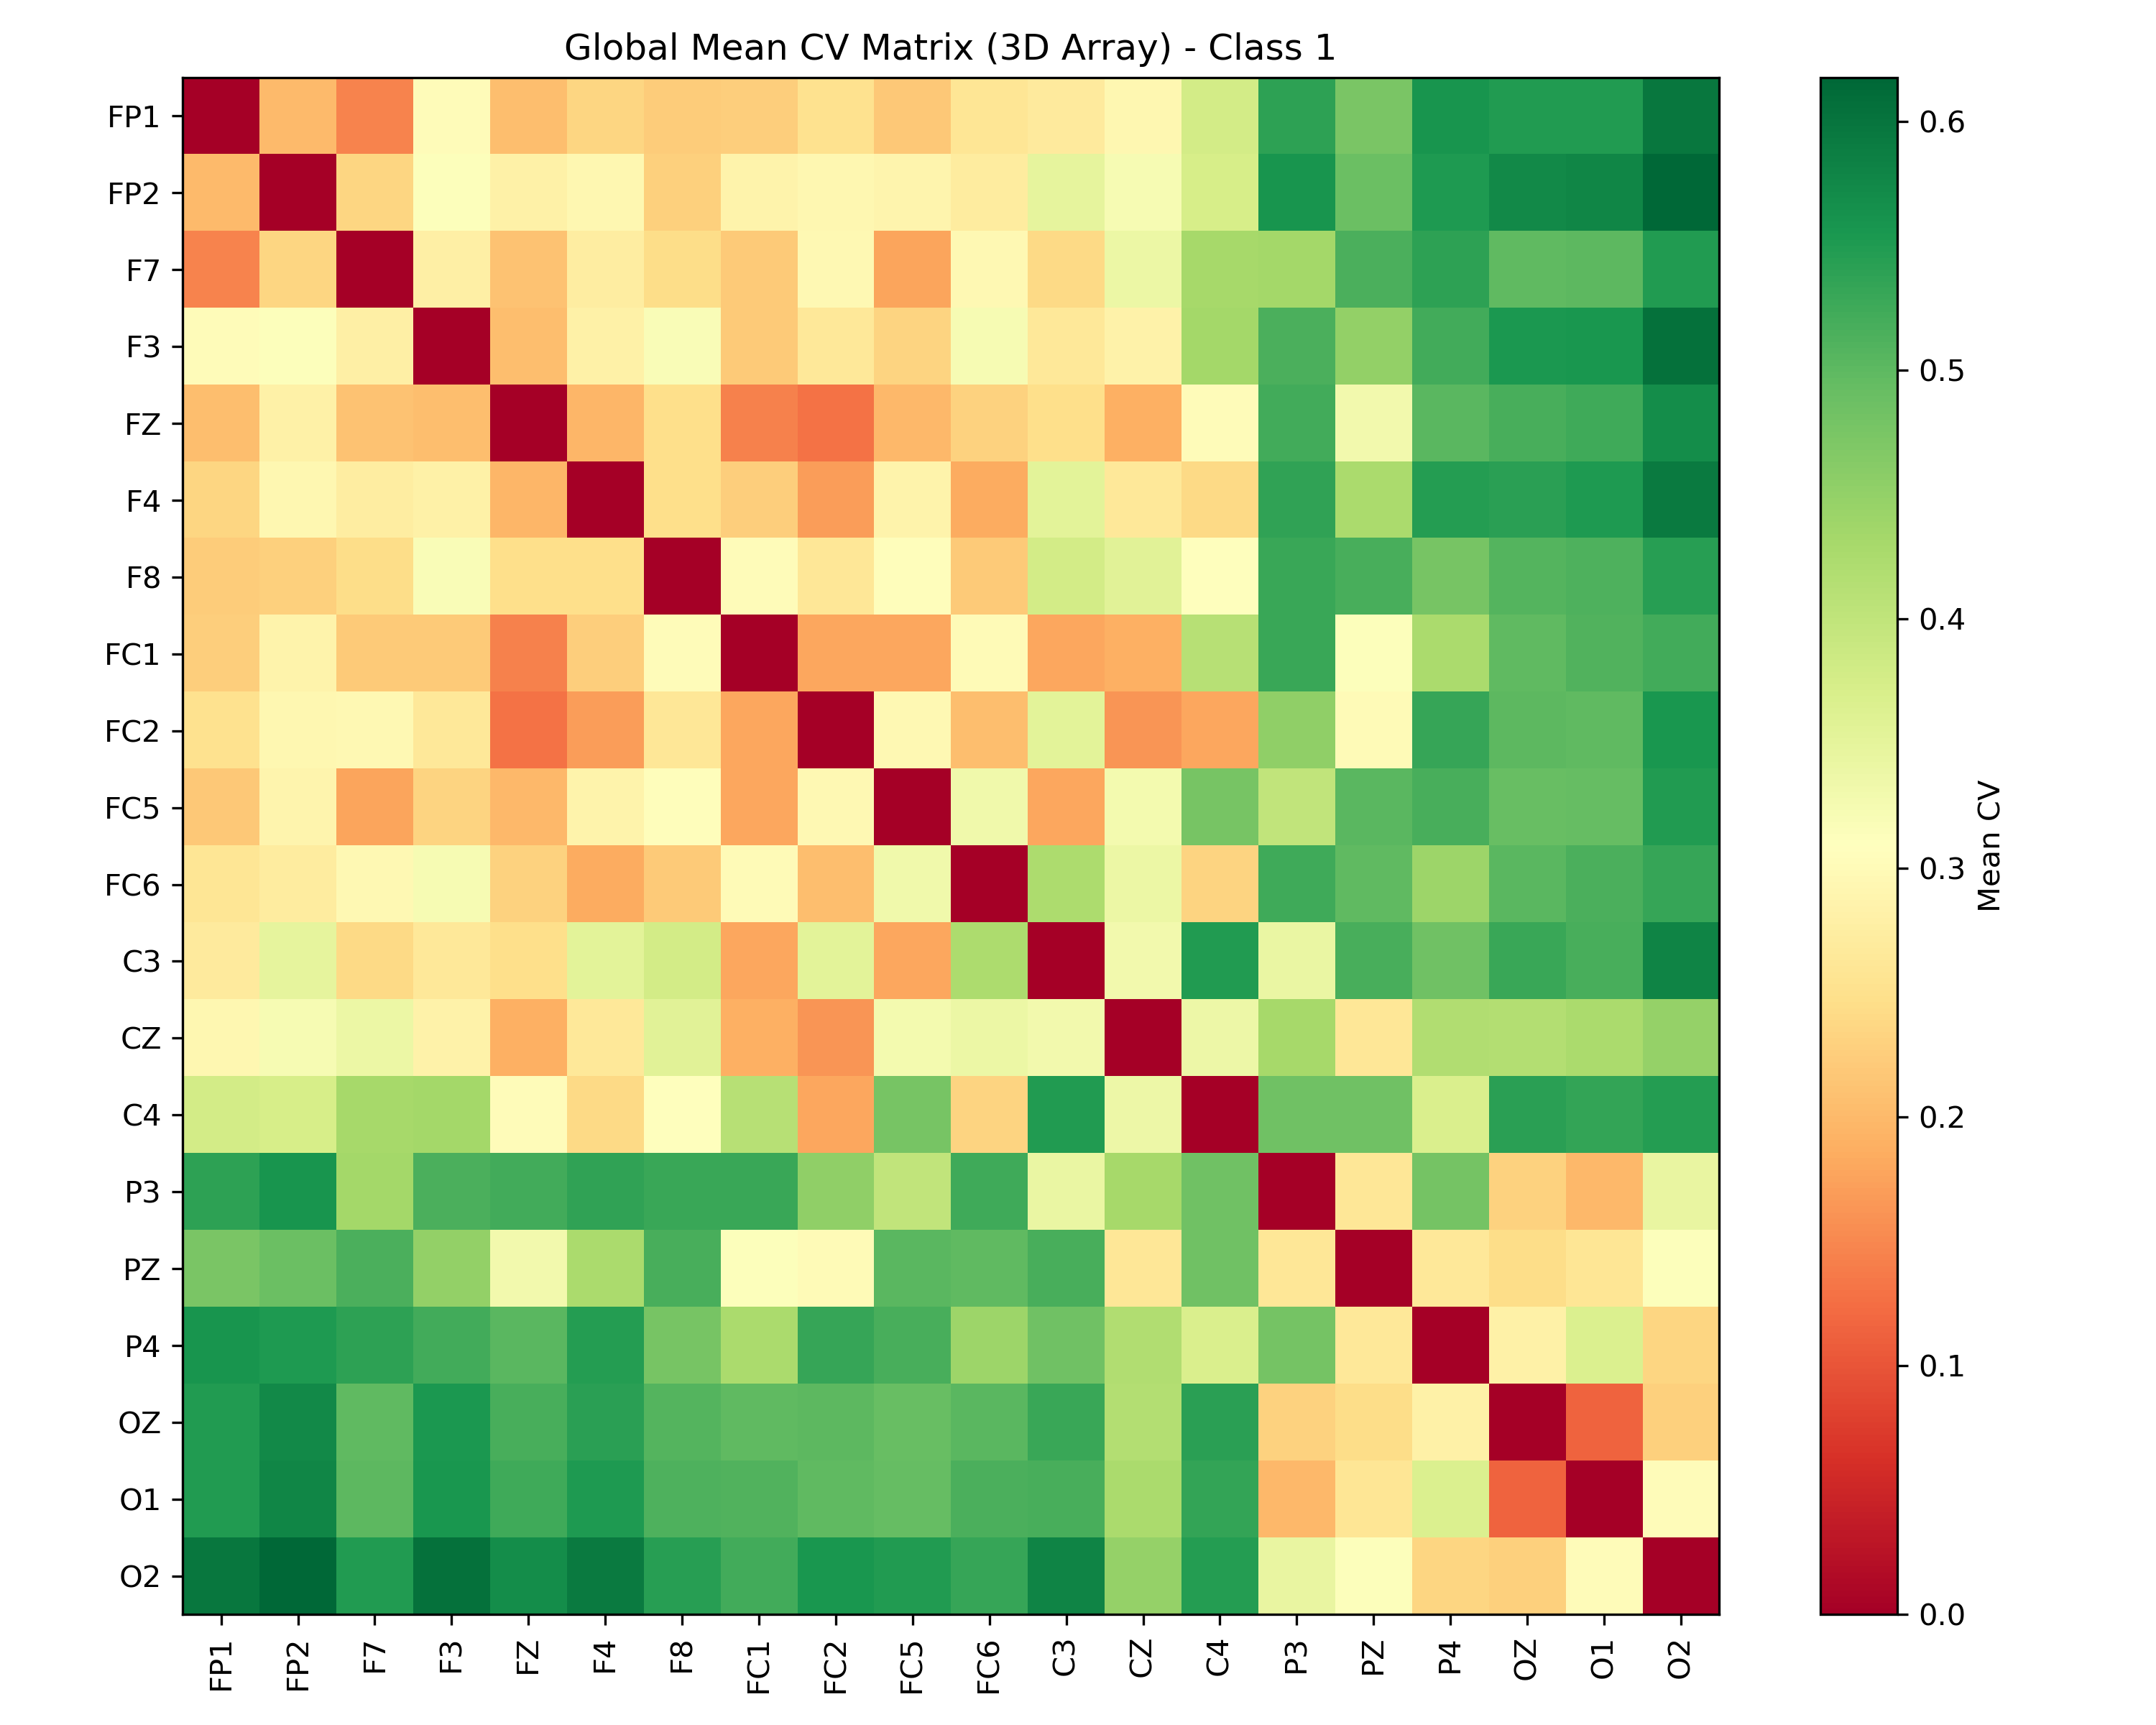 Global Mean CV Matrix (3D Array) - Class 1
FP1
FP2
F7
F3
FZ
F4
F8
FC1
FC2
FC5
FC6
C3
CZ
C4
P3
PZ
P4
OZ
O1
O2
FP1 FP2 F7 F3 FZ F4 F8 FC1 FC2 FC5 FC6 C3 CZ C4 P3 PZ P4 OZ O1 O2
0.6
0.5
0.4
0.3
0.2
0.1
0.0
Mean CV